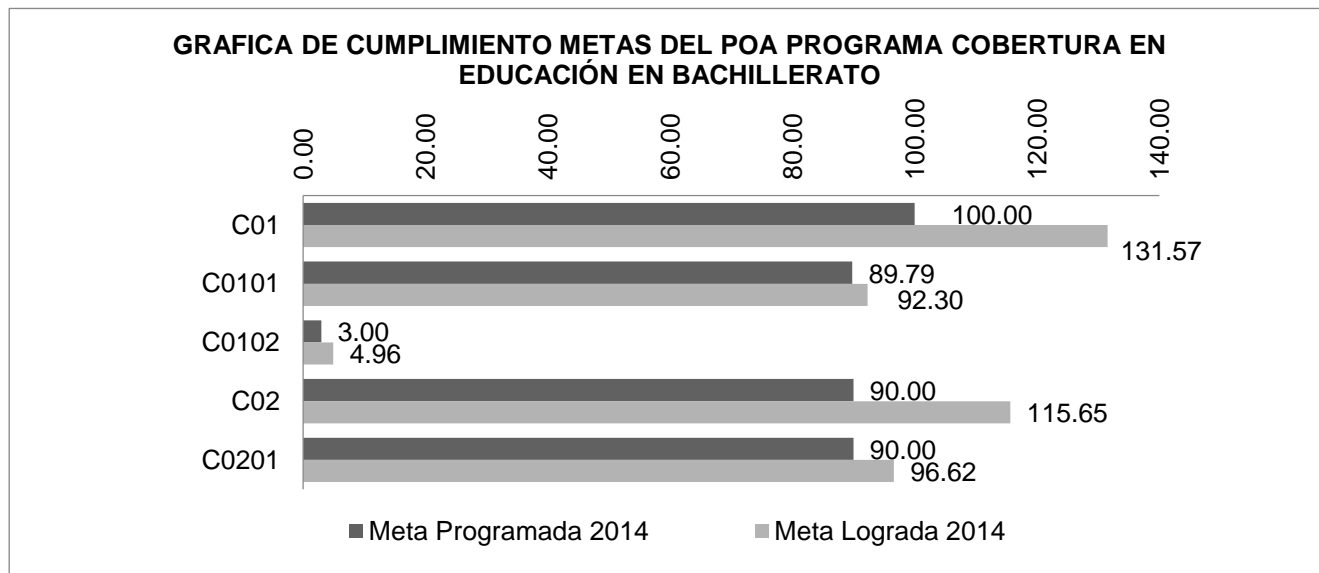 GRAFICA DE CUMPLIMIENTO METAS DEL POA PROGRAMA COBERTURA EN
EDUCACIÓN EN BACHILLERATO
0.00
20.00
40.00
60.00
80.00
100.00
120.00
140.00
C01
100.00
131.57
C0101
89.79
92.30
C0102
3.00
4.96
C02
90.00
115.65
C0201
90.00
96.62
Meta Programada 2014
Meta Lograda 2014